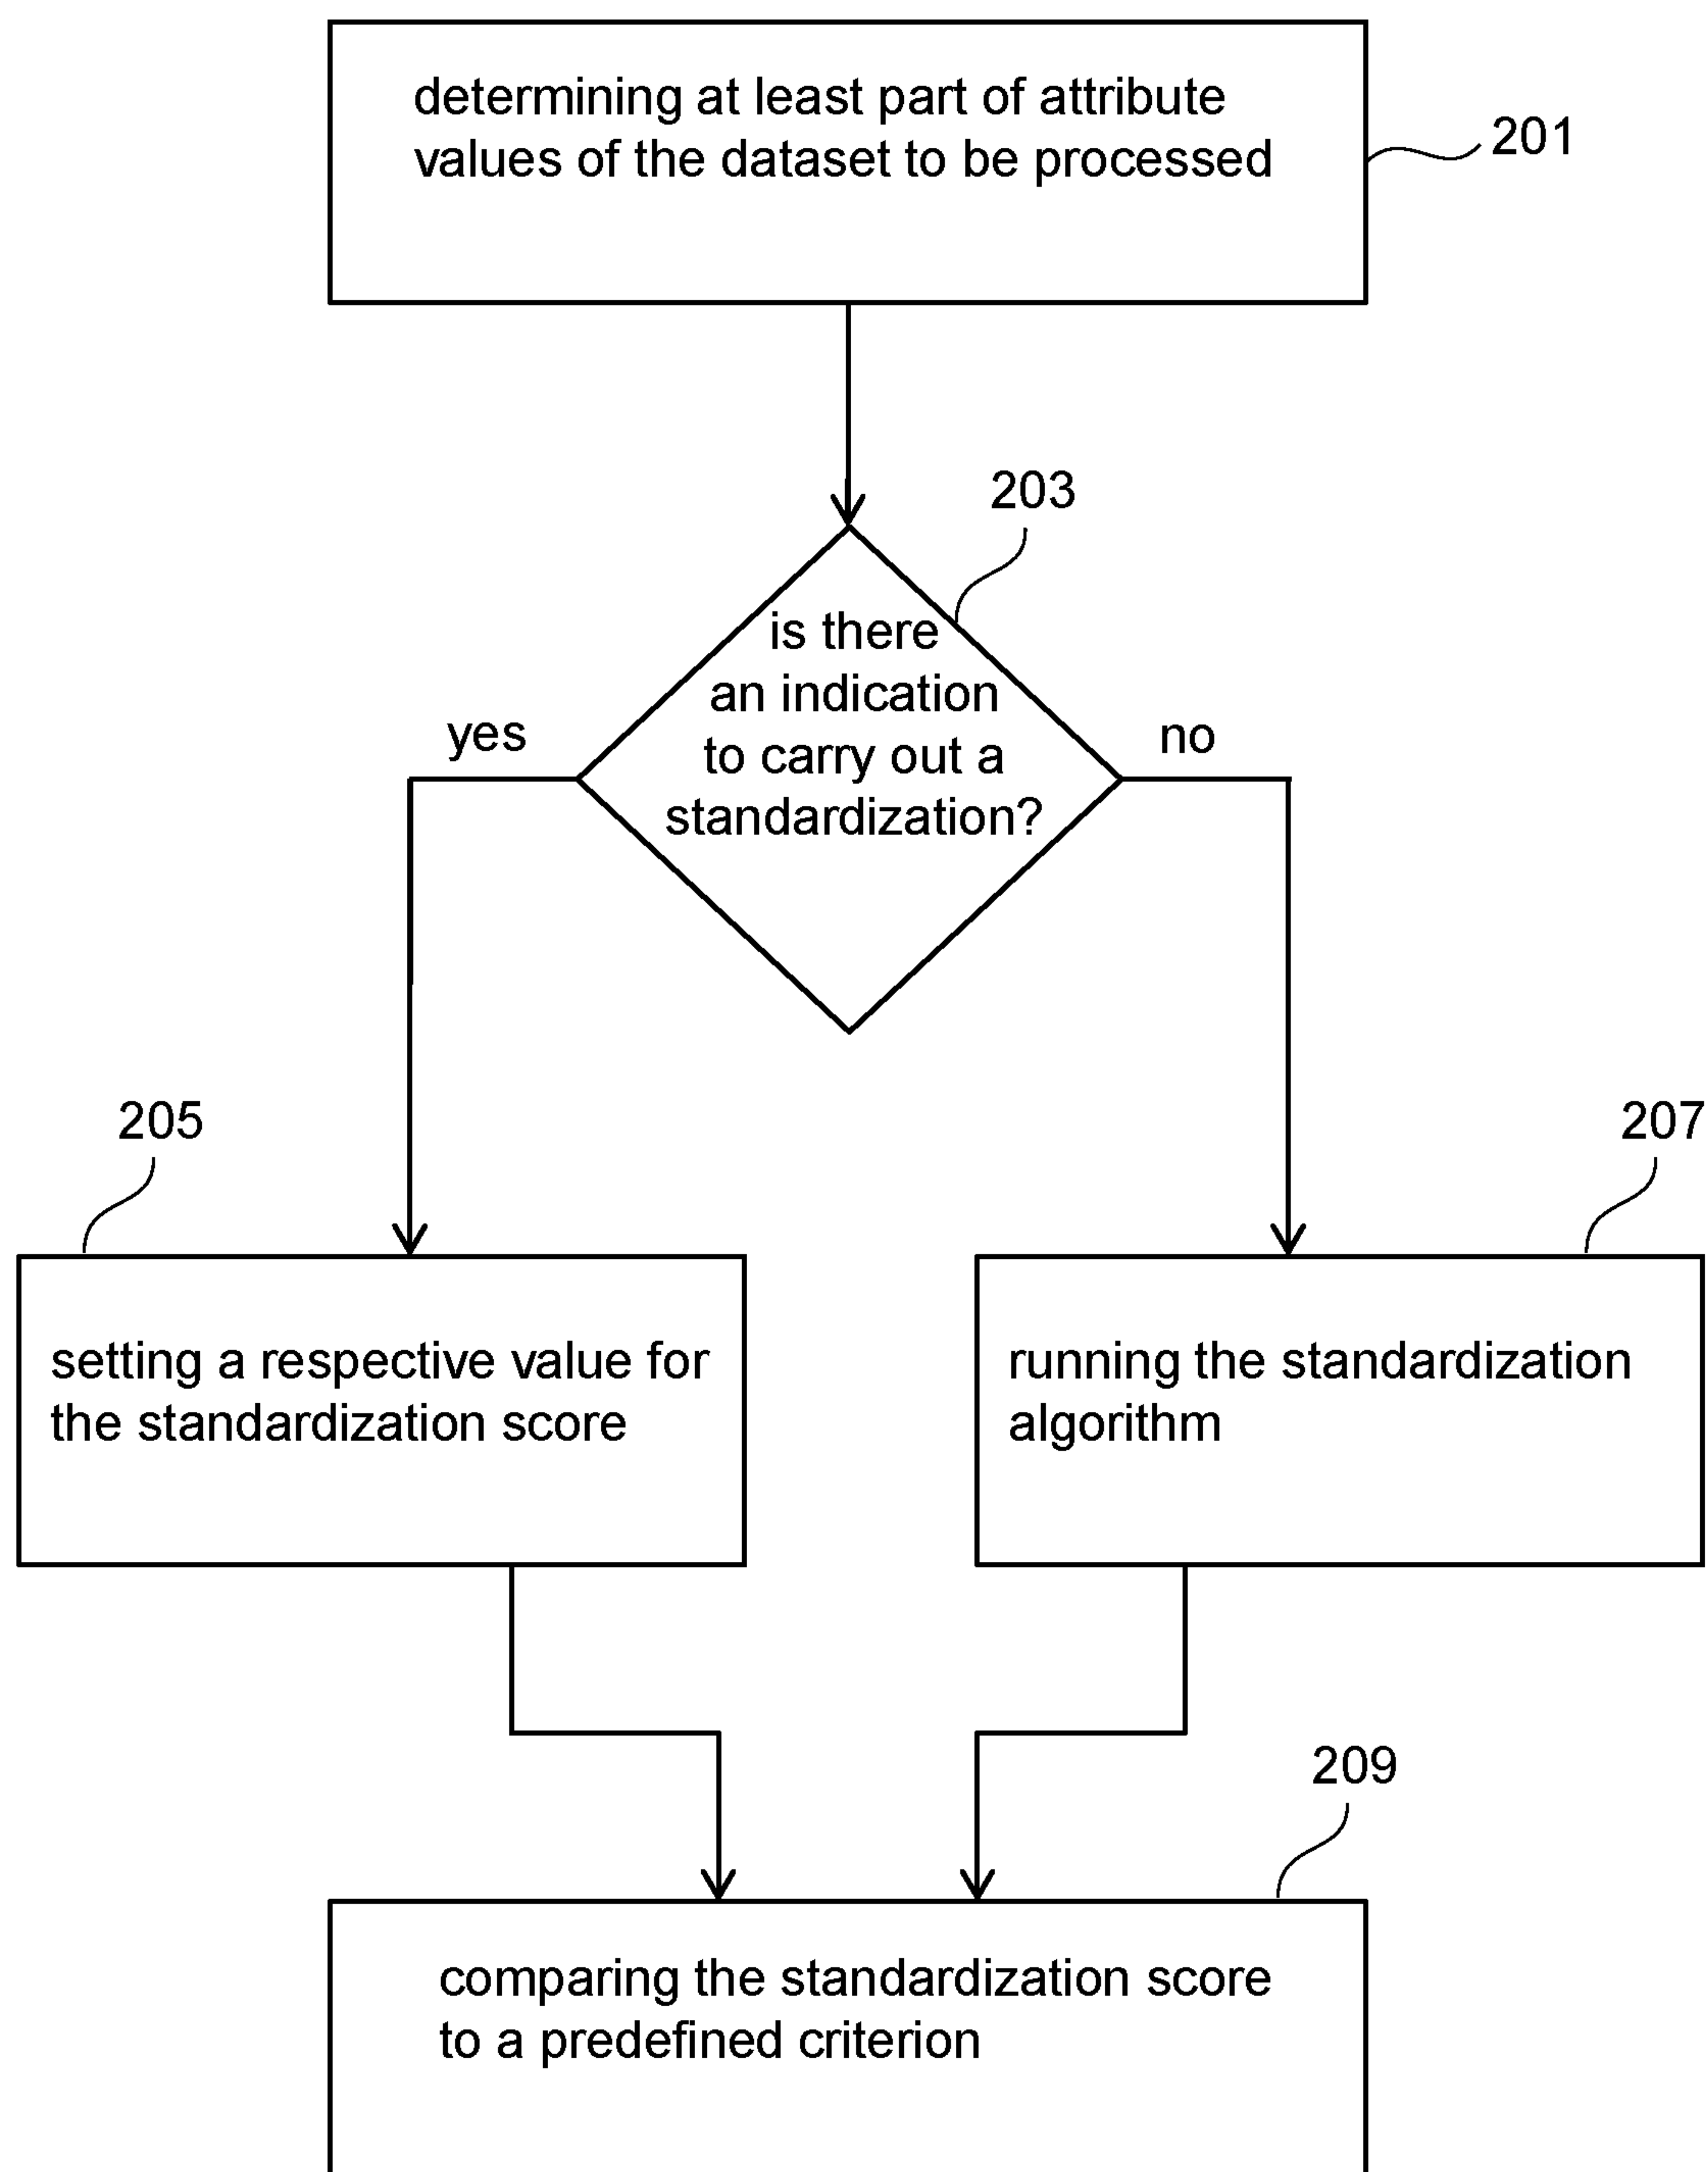 determining at least part of attribute
values of the dataset to be processed
201
203
is there
an indication
to carry out a
standardization?
yes
no
205
207
setting a respective value for
the standardization score
running the standardization
algorithm
209
comparing the standardization score
to a predefined criterion